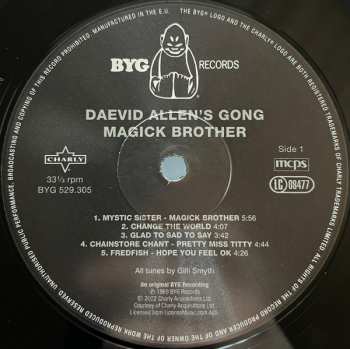 MANUFACTURED IN THE E.U. THE BYG® LOGO AND THE CHARLY® LOGO ARE BOTH REGISTERED TRADEMARKS OF CHARLY TRADEMARKS LIMITED. ALL RIGHTS OF THE
OF THE WORK REPRODUCED RESERVED. UNAUTHORISED PUBLIC PERFORMANCE, BROADCASTING AND COPYING OF THIS RECORD PROHIBITED.
BYG RECORDS
DAEVID ALLEN'S GONG
MAGICK BROTHER
CHARLY
33⅓ rpm
BYG 529.305
Side 1
mcps
LC 08477
1. MYSTIC SISTER - MAGICK BROTHER 5:56
2. CHANGE THE WORLD 4:07
3. GLAD TO SAD TO SAY 3:42
4. CHAINSTORE CHANT - PRETTY MISS TITTY 4:44
5. FREDFISH - HOPE YOU FEEL OK 4:26
All tunes by Gilli Smyth
An original BYG Recording
℗ 1969 BYG Records
© 2022 Charly Acquisitions Ltd.
Courtesy of Charly Acquisitions Ltd.
Licensed from LicenseMusic.com ApS